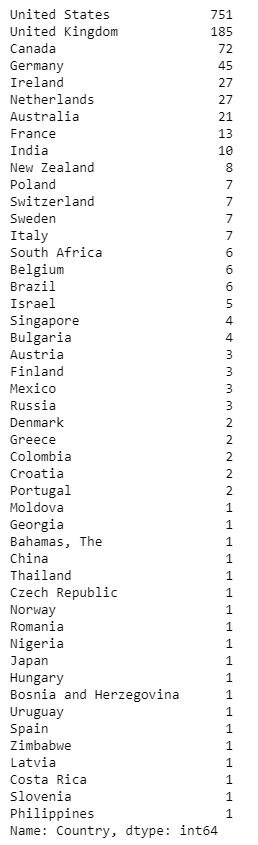 United States 751
United Kingdom 185
Canada 72
Germany 45
Ireland 27
Netherlands 27
Australia 21
France 13
India 10
New Zealand 8
Poland 7
Switzerland 7
Sweden 7
Italy 7
South Africa 6
Belgium 6
Brazil 6
Israel 5
Singapore 4
Bulgaria 4
Austria 3
Finland 3
Mexico 3
Russia 3
Denmark 2
Greece 2
Colombia 2
Croatia 2
Portugal 2
Moldova 1
Georgia 1
Bahamas, The 1
China 1
Thailand 1
Czech Republic 1
Norway 1
Romania 1
Nigeria 1
Japan 1
Hungary 1
Bosnia and Herzegovina 1
Uruguay 1
Spain 1
Zimbabwe 1
Latvia 1
Costa Rica 1
Slovenia 1
Philippines 1
Name: Country, dtype: int64